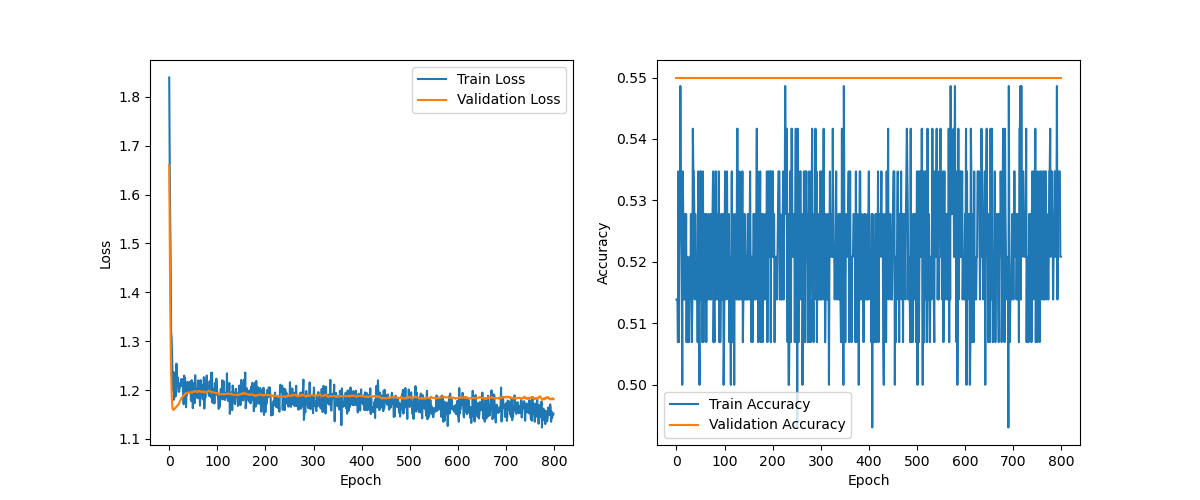 Train Loss
Validation Loss
1.8
1.7
1.6
1.5
1.4
1.3
1.2
1.1
Loss
0 100 200 300 400 500 600 700 800
Epoch
0.55
0.54
0.53
0.52
0.51
0.50
Accuracy
Train Accuracy
Validation Accuracy
0 100 200 300 400 500 600 700 800
Epoch